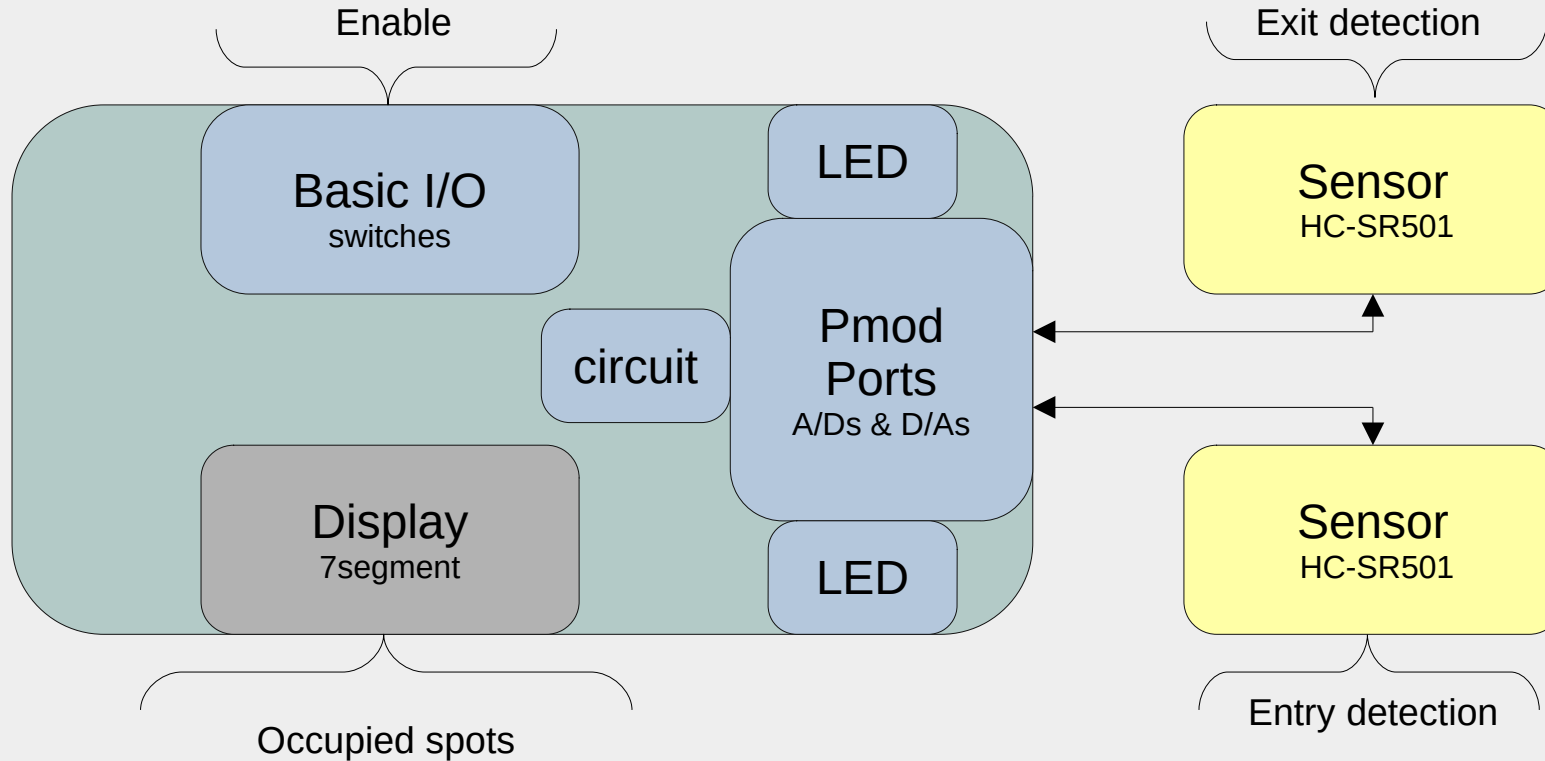 Enable
Exit detection
Basic I/O
switches
LED
Sensor
HC-SR501
circuit
Pmod
Ports
A/Ds & D/As
Display
7segment
LED
Sensor
HC-SR501
Occupied spots
Entry detection